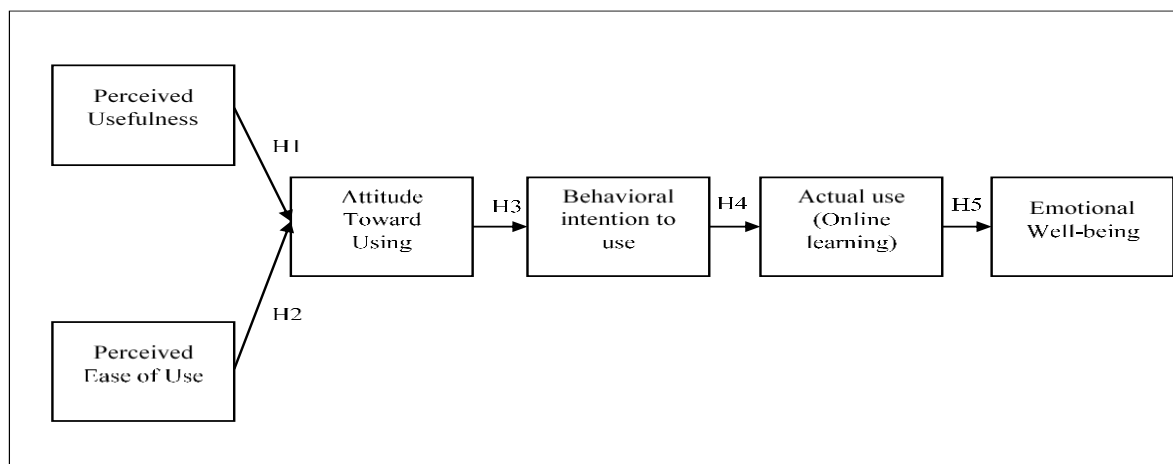 Perceived
Usefulness
H1
Attitude
Toward
Using
H3
Behavioral
intention to
use
H4
Actual use
(Online
learning)
H5
Emotional
Well-being
H2
Perceived
Ease of Use